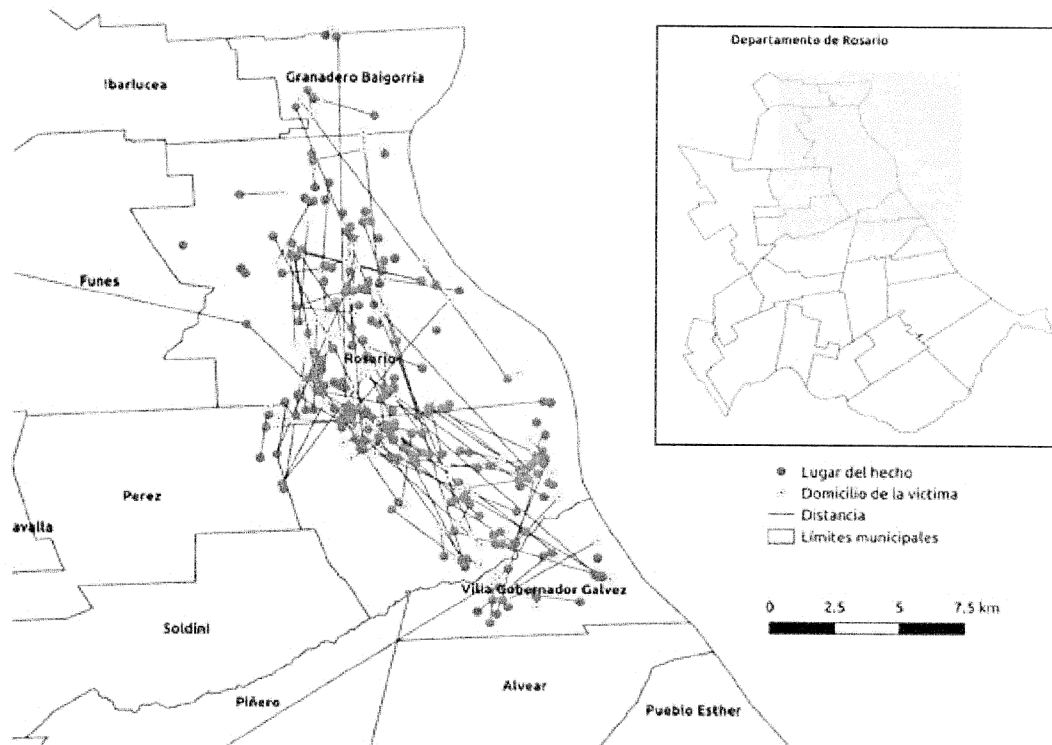 Departamento de Rosario
Ibarlucea
Granadero Baigorria
Funes
Rosario
Perez
avalla
Lugar del hecho
Domicilio de la víctima
Distancia
Límites municipales
Villa Gobernador Galvez
0 2.5 5 7.5 km
Soldini
Alvear
Piñero
Pueblo Esther